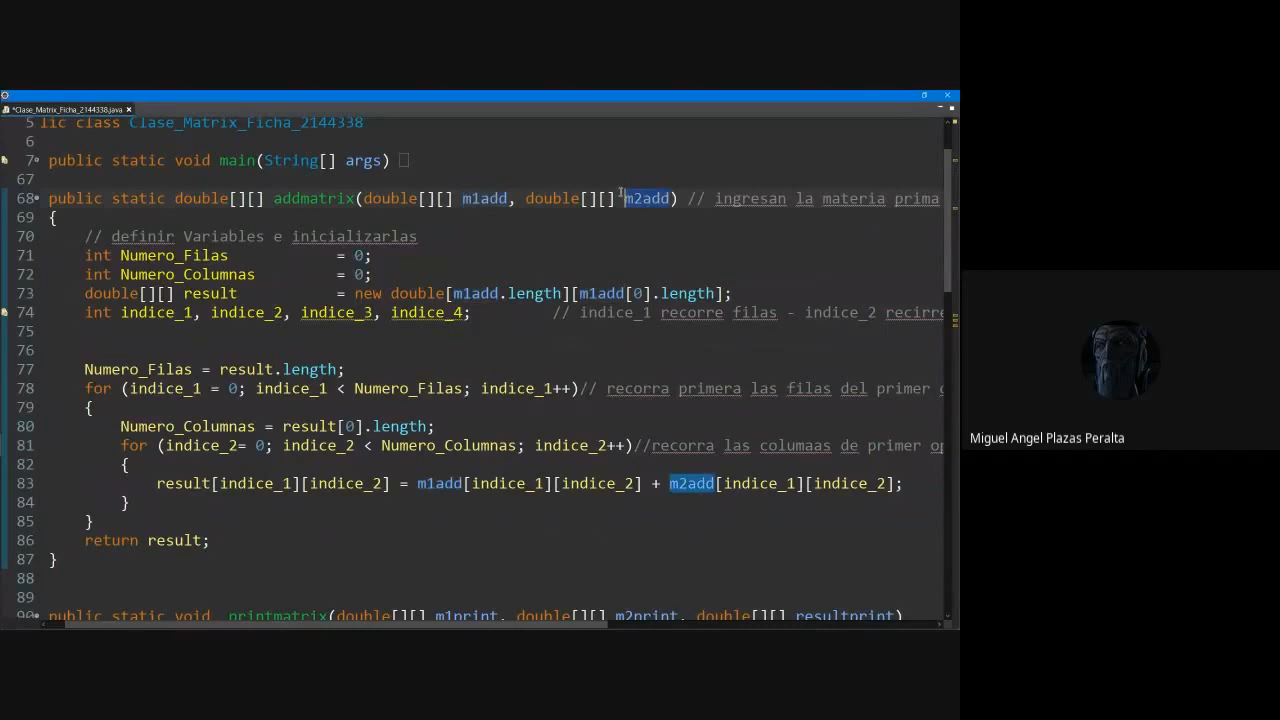 *Clase_Matrix_Ficha_2144338.java
5 lic class Clase_Matrix_Ficha_2144338
6
7 public static void main(String[] args)
67
68 public static double[][] addmatrix(double[][] m1add, double[][] m2add) // ingresan la materia prima
69 {
70 // definir Variables e inicializarlas
71 int Numero_Filas = 0;
72 int Numero_Columnas = 0;
73 double[][] result = new double[m1add.length][m1add[0].length];
74 int indice_1, indice_2, indice_3, indice_4; // indice_1 recorre filas - indice_2 recirre
75
76
77 Numero_Filas = result.length;
78 for (indice_1 = 0; indice_1 < Numero_Filas; indice_1++)// recorra primera las filas del primer
79 {
80 Numero_Columnas = result[0].length;
81 for (indice_2= 0; indice_2 < Numero_Columnas; indice_2++)//recorra las columaas de primer op
82 {
83 result[indice_1][indice_2] = m1add[indice_1][indice_2] + m2add[indice_1][indice_2];
84 }
85 }
86 return result;
87 }
88
89
90 public static void printmatrix(double[][] m1print, double[][] m2print, double[][] resultprint)
Miguel Angel Plazas Peralta